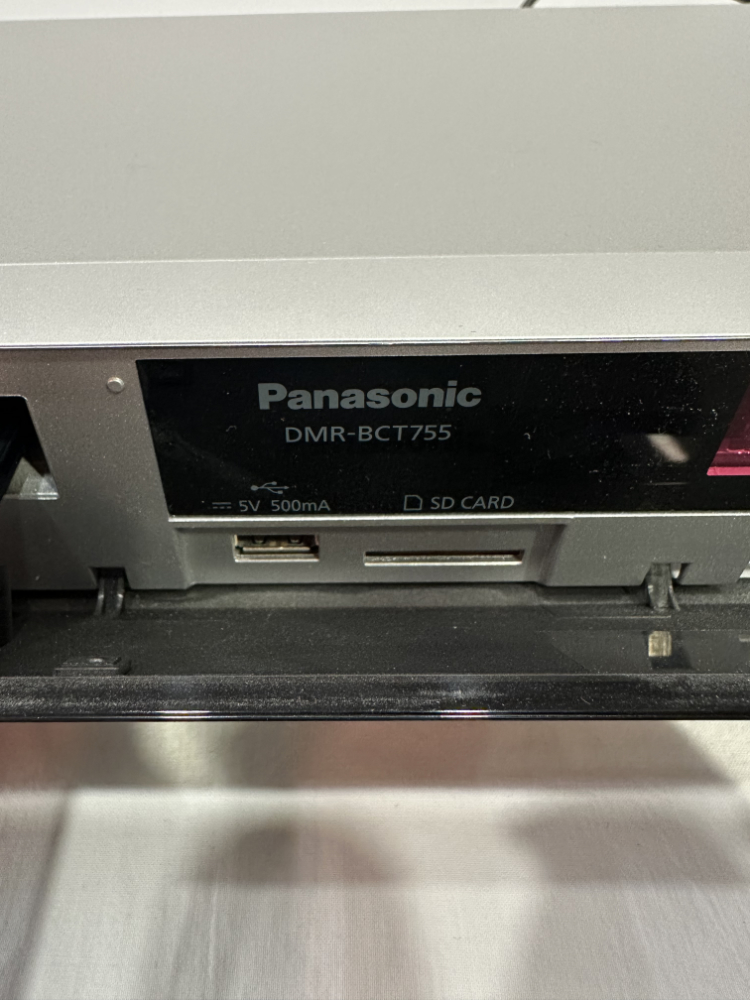 Panasonic
DMR-BCT755
5V 500mA
SD CARD